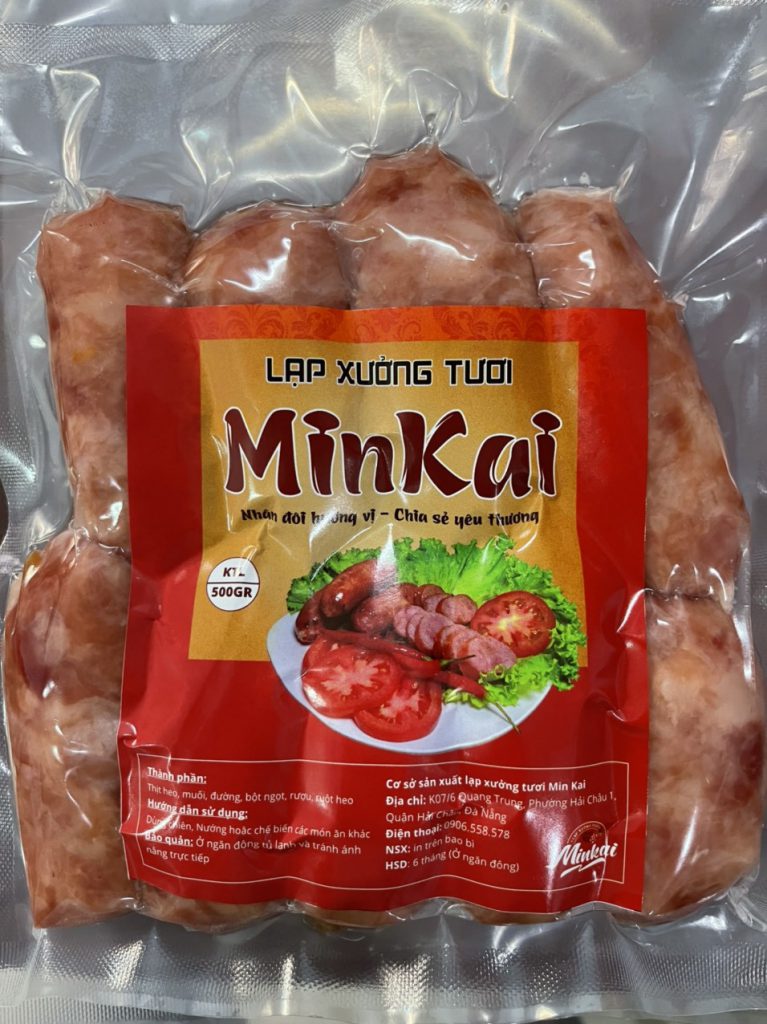 LẠP XƯỞNG TƯƠI
MinKai
Nhân đôi hương vị - Chia sẻ yêu thương
500GR
Thành phần:
Thịt heo, muối, đường, bột ngọt, rượu, ruột heo
Hướng dẫn sử dụng:
Dùng chiên, Nướng hoặc chế biến các món ăn khác
Bảo quản: Ở ngăn đông tủ lạnh và tránh ánh
nắng trực tiếp
Cơ sở sản xuất lạp xưởng tươi Min Kai
Địa chỉ: K07/6 Quang Trung, Phường Hải Châu 1,
Quận Hải Châu, Đà Nẵng
Điện thoại: 0906.558.578
NSX: in trên bao bì
HSD: 6 tháng (Ở ngăn đông)
Minkai